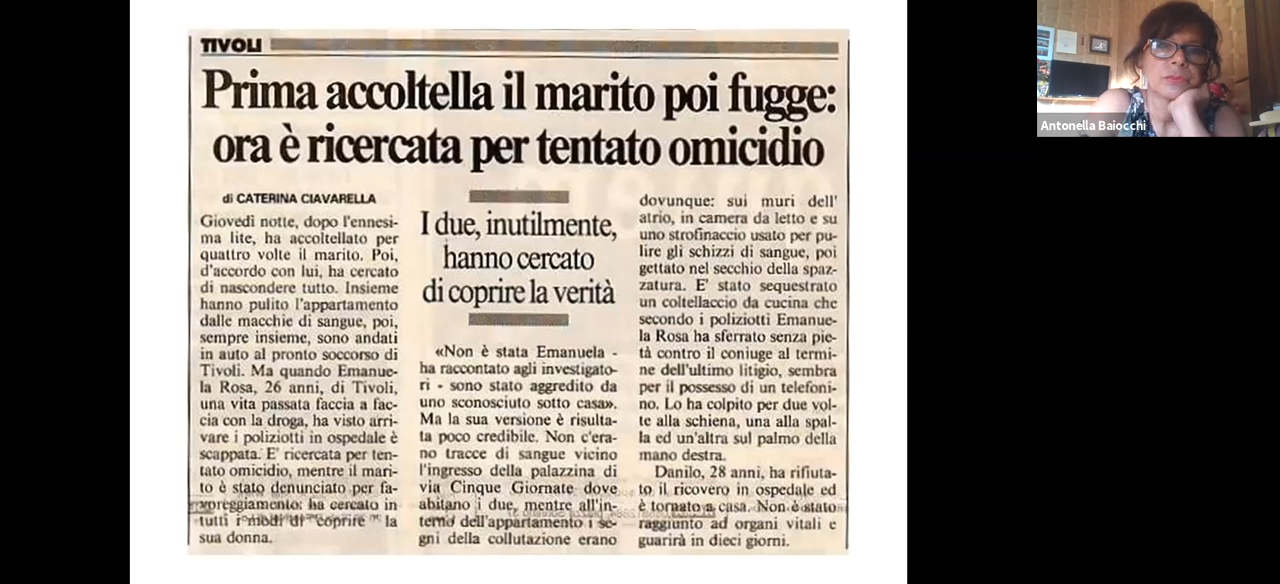 TIVOLI
Prima accoltella il marito poi fugge:
ora è ricercata per tentato omicidio
di CATERINA CIAVARELLA
Giovedì notte, dopo l'ennesi-
ma lite, ha accoltellato per
quattro volte il marito. Poi,
d'accordo con lui, ha cercato
di nascondere tutto. Insieme
hanno pulito l'appartamento
dalle macchie di sangue, poi,
sempre insieme, sono andati
in auto al pronto soccorso di
Tivoli. Ma quando Emanue-
la Rosa, 26 anni, di Tivoli,
una vita passata faccia a fac-
cia con la droga, ha visto arri-
vare i poliziotti in ospedale è
scappata. E' ricercata per ten-
tato omicidio, mentre il mari-
to è stato denunciato per fa-
voreggiamento: ha cercato in
tutti i modi di "coprire" la
sua donna.
I due, inutilmente,
hanno cercato
di coprire la verità
«Non è stata Emanuela -
ha raccontato agli investigato-
ri - sono stato aggredito da
uno sconosciuto sotto casa».
Ma la sua versione è risulta-
ta poco credibile. Non c'era-
no tracce di sangue vicino
l'ingresso della palazzina di
via Cinque Giornate dove
abitano i due, mentre all'in-
terno dell'appartamento i se-
gni della collutazione erano
dovunque: sui muri dell'
atrio, in camera da letto e su
uno strofinaccio usato per pu-
lire gli schizzi di sangue, poi
gettato nel secchio della spaz-
zatura. E' stato sequestrato
un coltellaccio da cucina che
secondo i poliziotti Emanue-
la Rosa ha sferrato senza pie-
tà contro il coniuge al termi-
ne dell'ultimo litigio, sembra
per il possesso di un telefoni-
no. Lo ha colpito per due vol-
te alla schiena, una alla spal-
la ed un'altra sul palmo della
mano destra.
Danilo, 28 anni, ha rifiuta-
to il ricovero in ospedale ed
è tornato a casa. Non è stato
raggiunto ad organi vitali e
guarirà in dieci giorni.
Antonella Baiocchi